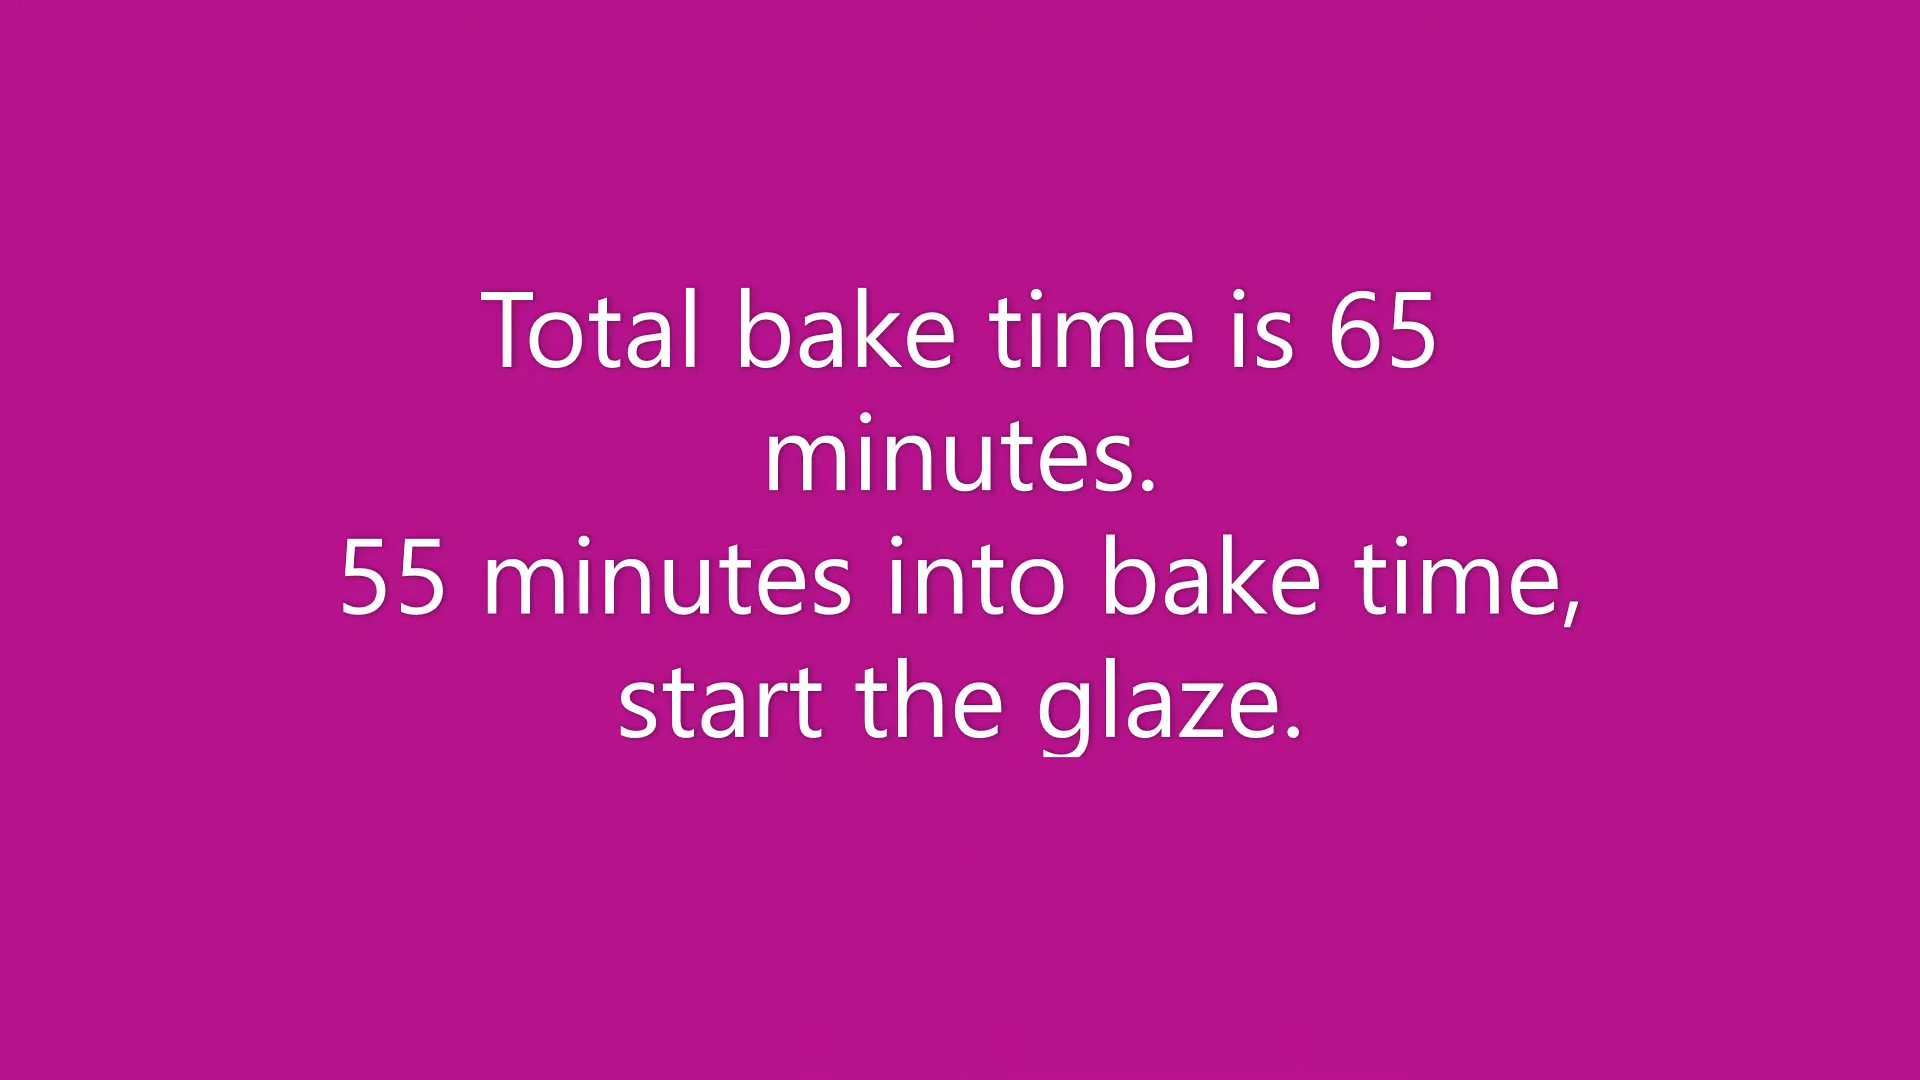 Total bake time is 65
minutes.
55 minutes into bake time,
start the glaze.